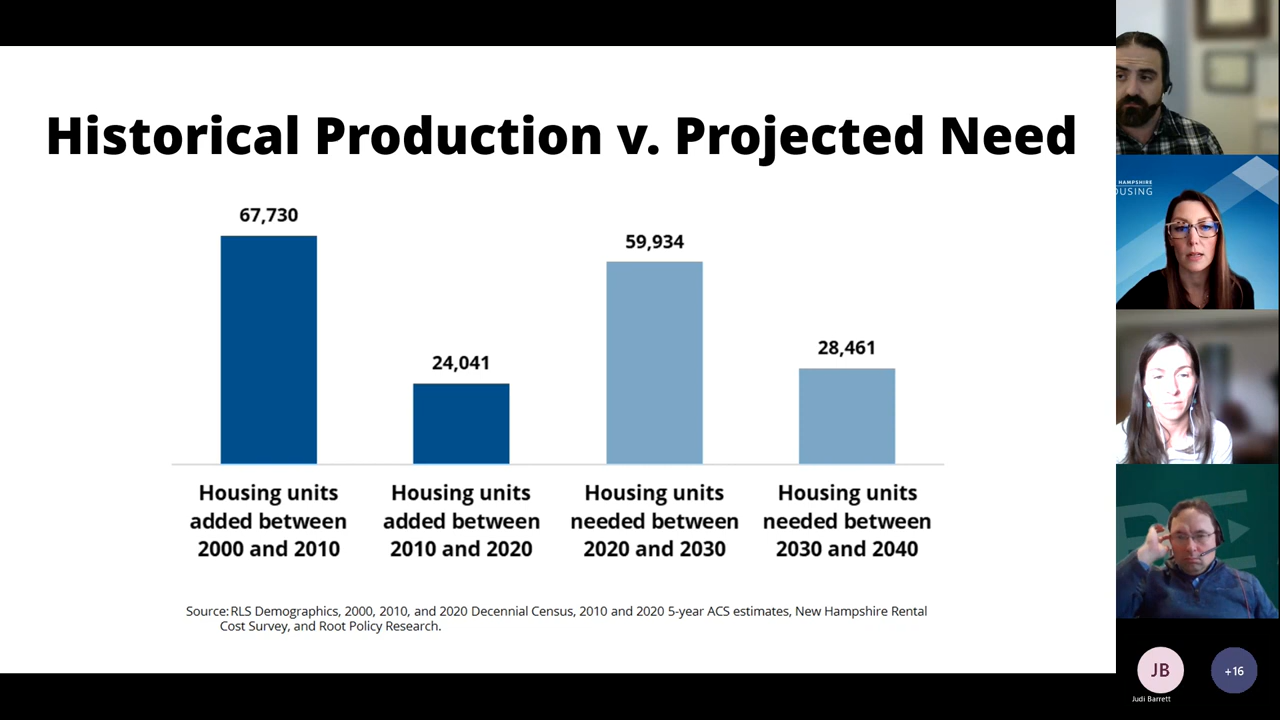 Historical Production v. Projected Need
67,730
24,041
59,934
28,461
Housing units
added between
2000 and 2010
Housing units
added between
2010 and 2020
Housing units
needed between
2020 and 2030
Housing units
needed between
2030 and 2040
Source: RLS Demographics, 2000, 2010, and 2020 Decennial Census, 2010 and 2020 5-year ACS estimates, New Hampshire Rental
Cost Survey, and Root Policy Research.
HAMPSHIRE
OUSING
JB
+16
Judi Barrett